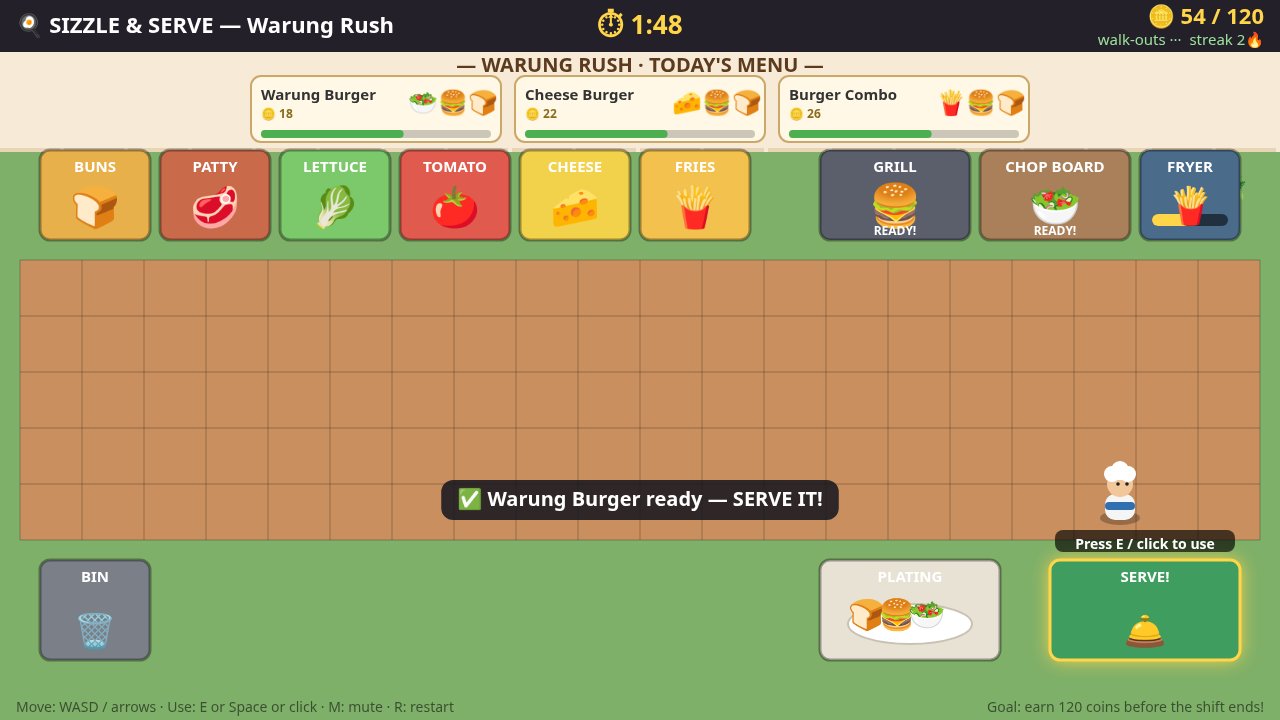 SIZZLE & SERVE — Warung Rush
1:48
54 / 120
walk-outs ··· streak 2
— WARUNG RUSH · TODAY'S MENU —
Warung Burger
18
Cheese Burger
22
Burger Combo
26
BUNS
PATTY
LETTUCE
TOMATO
CHEESE
FRIES
GRILL
READY!
CHOP BOARD
READY!
FRYER
✅ Warung Burger ready — SERVE IT!
Press E / click to use
BIN
PLATING
SERVE!
Move: WASD / arrows · Use: E or Space or click · M: mute · R: restart
Goal: earn 120 coins before the shift ends!